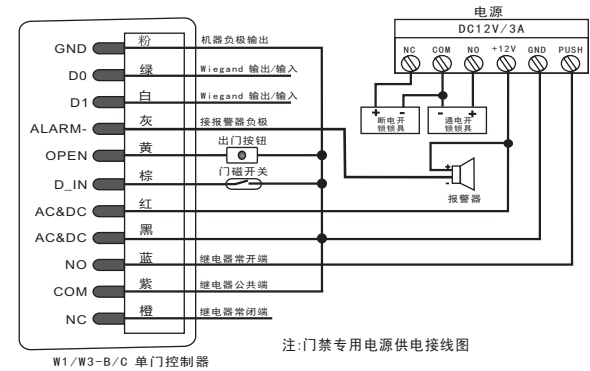 电源
DC12V/3A
NC COM NO +12V GND PUSH
GND 粉 机器负极输出
D0 绿 Wiegand 输出/输入
D1 白 Wiegand 输出/输入
ALARM- 灰 接报警器负极
OPEN 黄 出门按钮
D_IN 棕 门磁开关
AC&DC 红
AC&DC 黑
NO 蓝 继电器常开端
COM 紫 继电器公共端
NC 橙 继电器常闭端
+ -
断电开
锁锁具
- +
通电开
锁锁具
报警器
注:门禁专用电源供电接线图
W1/W3-B/C 单门控制器